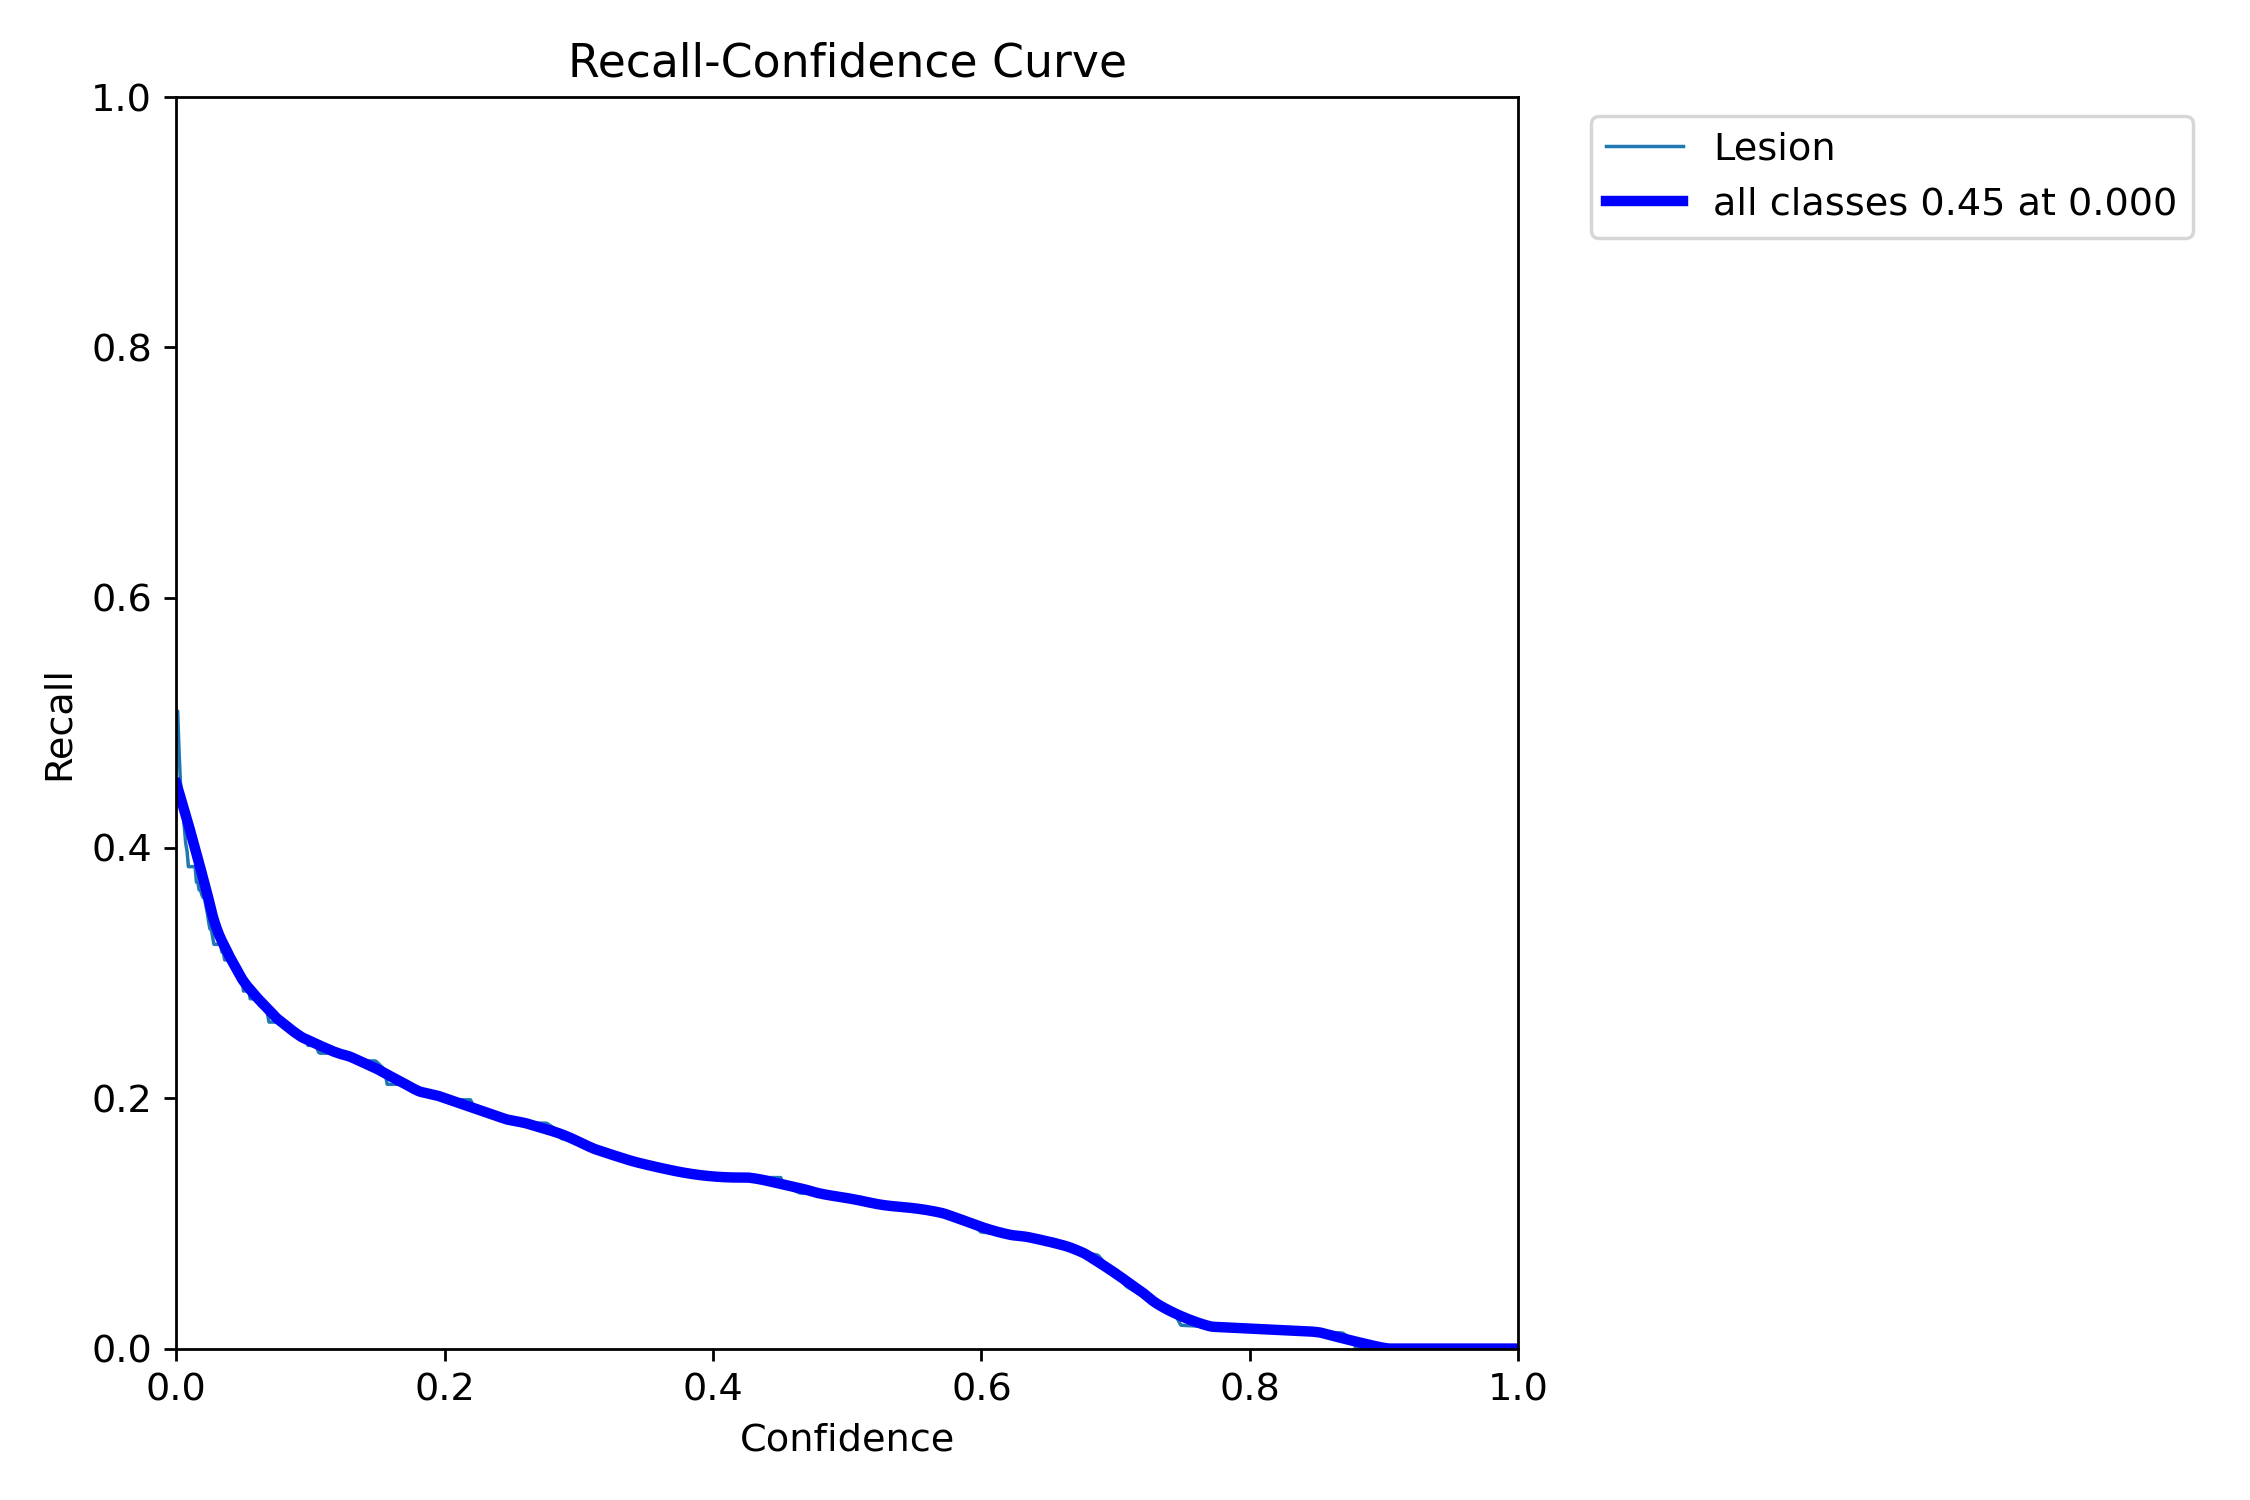 Recall-Confidence Curve
1.0
0.8
0.6
0.4
0.2
0.0
Recall
0.0 0.2 0.4 0.6 0.8 1.0
Confidence
Lesion
all classes 0.45 at 0.000